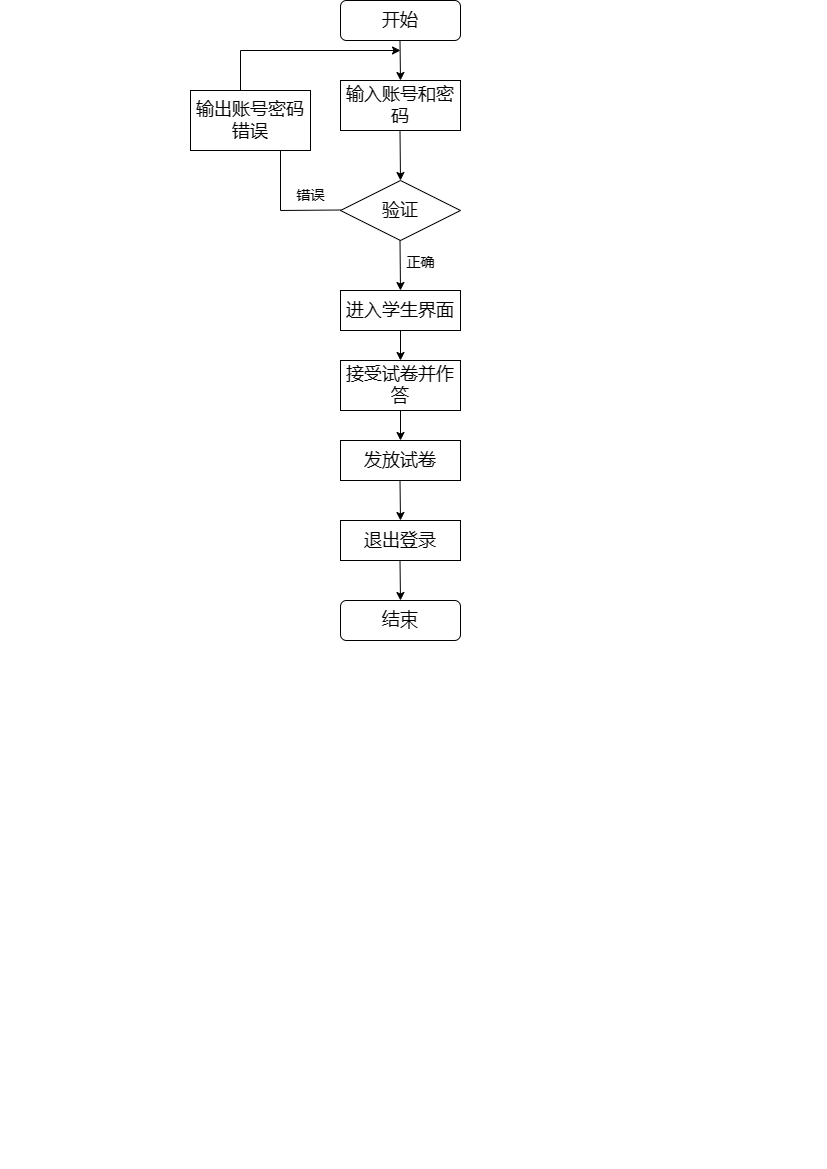 开始
输出账号密码
错误
输入账号和密
码
错误
验证
正确
进入学生界面
接受试卷并作
答
发放试卷
退出登录
结束